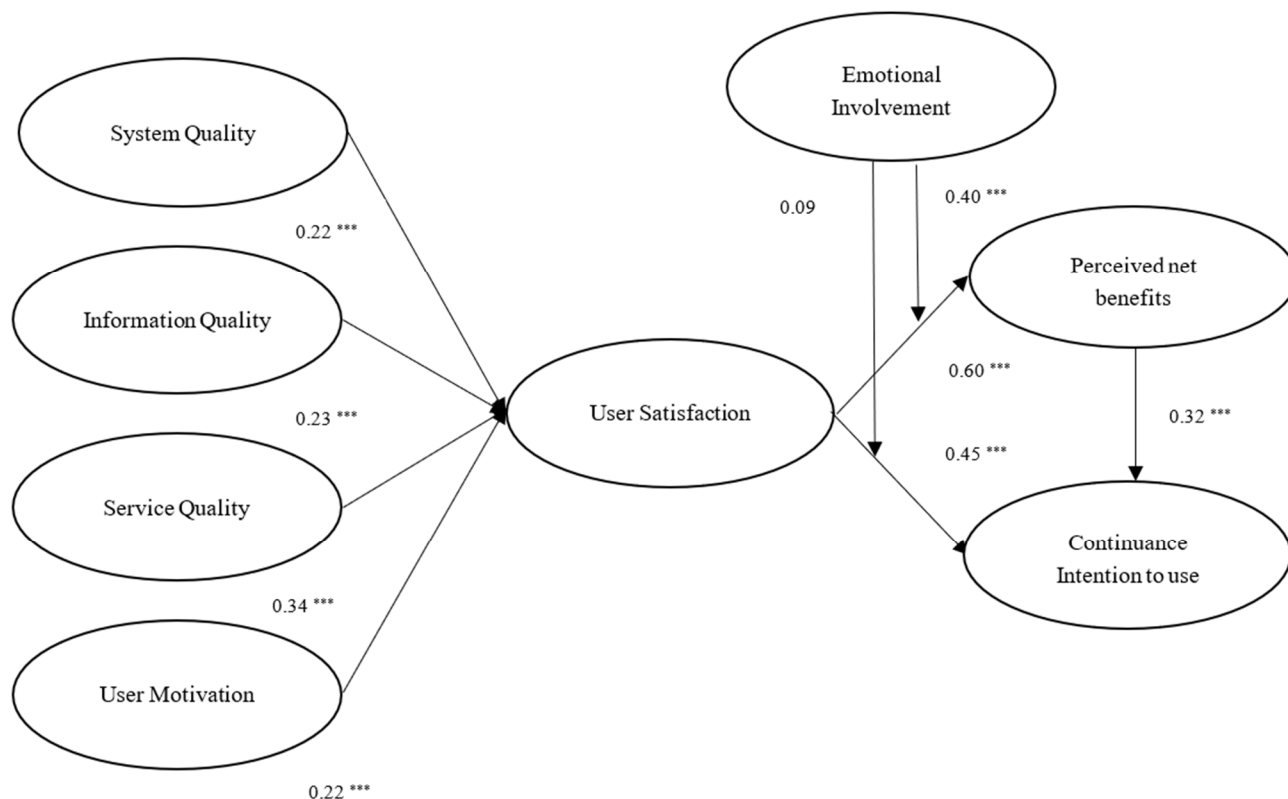 System Quality
0.22 ***
Information Quality
0.23 ***
Service Quality
0.34 ***
User Motivation
0.22 ***
User Satisfaction
Emotional
Involvement
0.09
0.40 ***
Perceived net
benefits
0.60 ***
0.45 ***
0.32 ***
Continuance
Intention to use